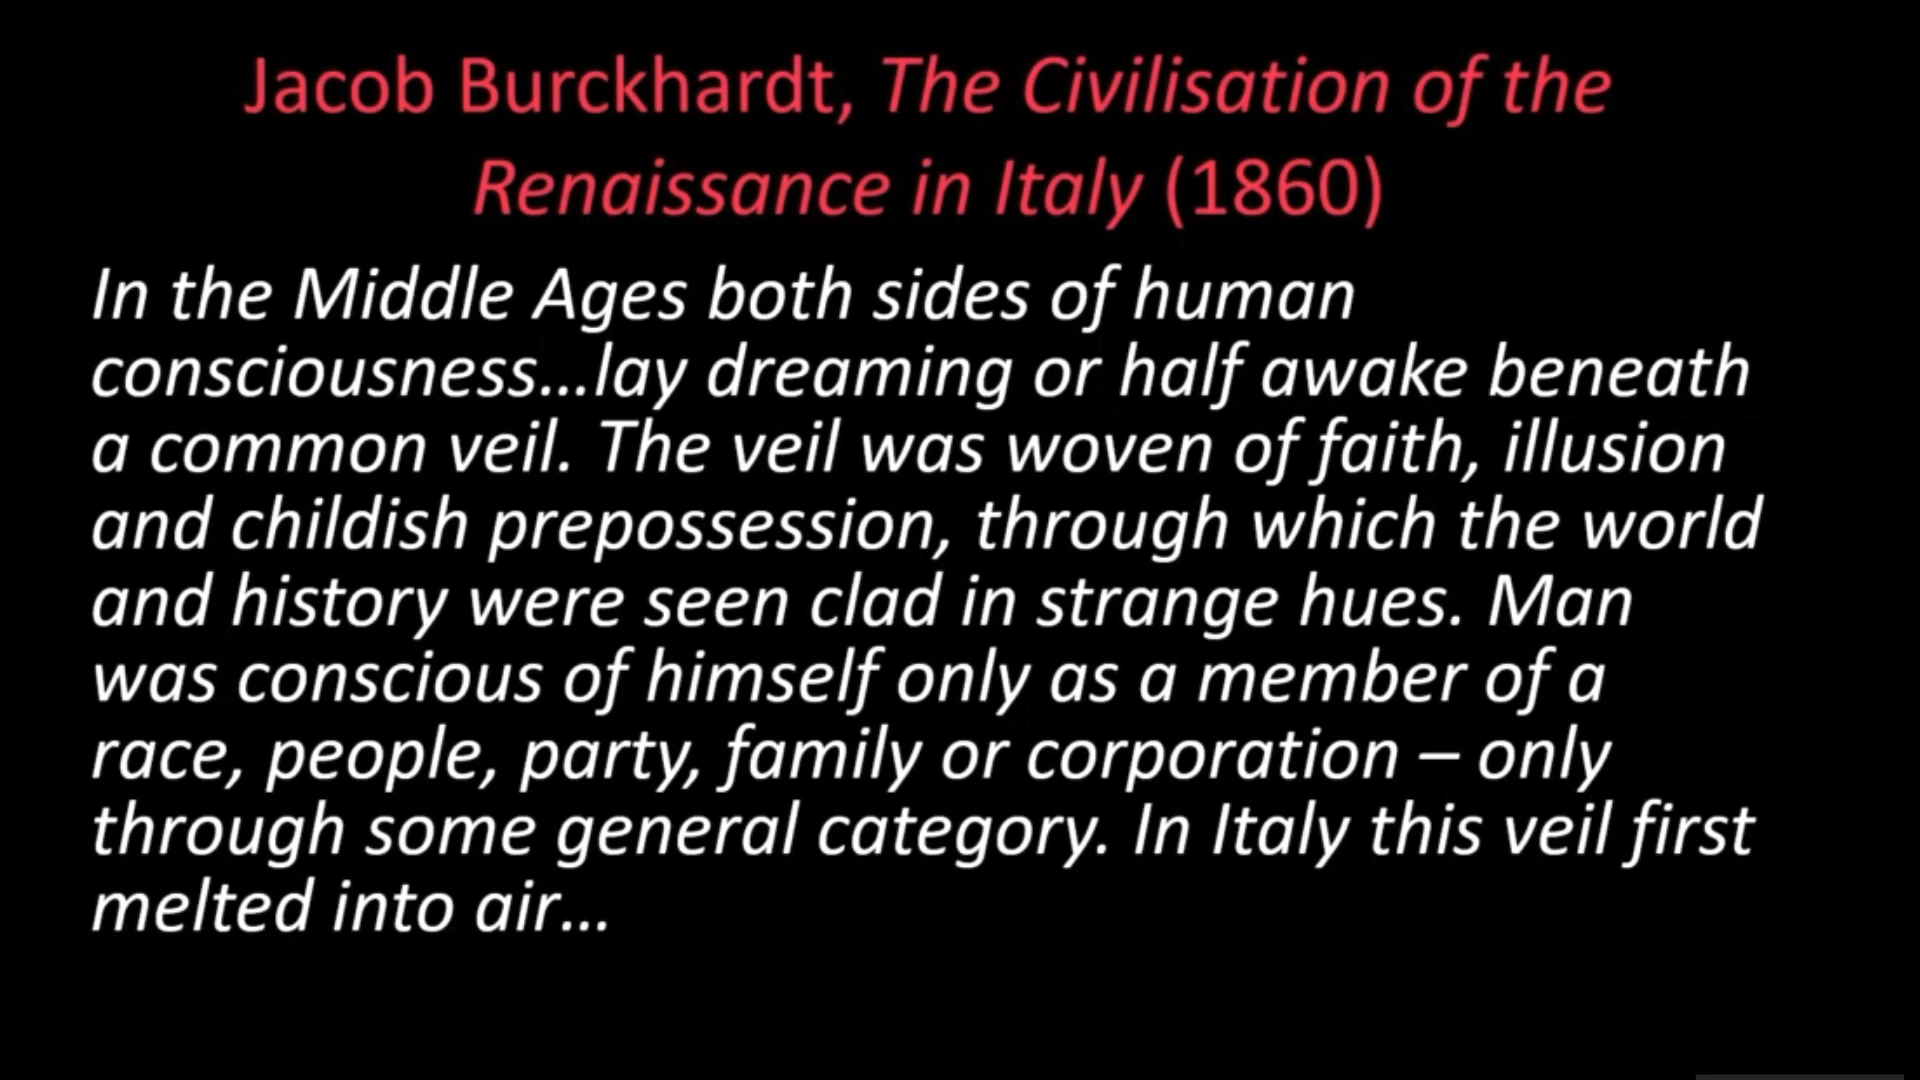 Jacob Burckhardt, The Civilisation of the
Renaissance in Italy (1860)
In the Middle Ages both sides of human
consciousness...lay dreaming or half awake beneath
a common veil. The veil was woven of faith, illusion
and childish prepossession, through which the world
and history were seen clad in strange hues. Man
was conscious of himself only as a member of a
race, people, party, family or corporation – only
through some general category. In Italy this veil first
melted into air...